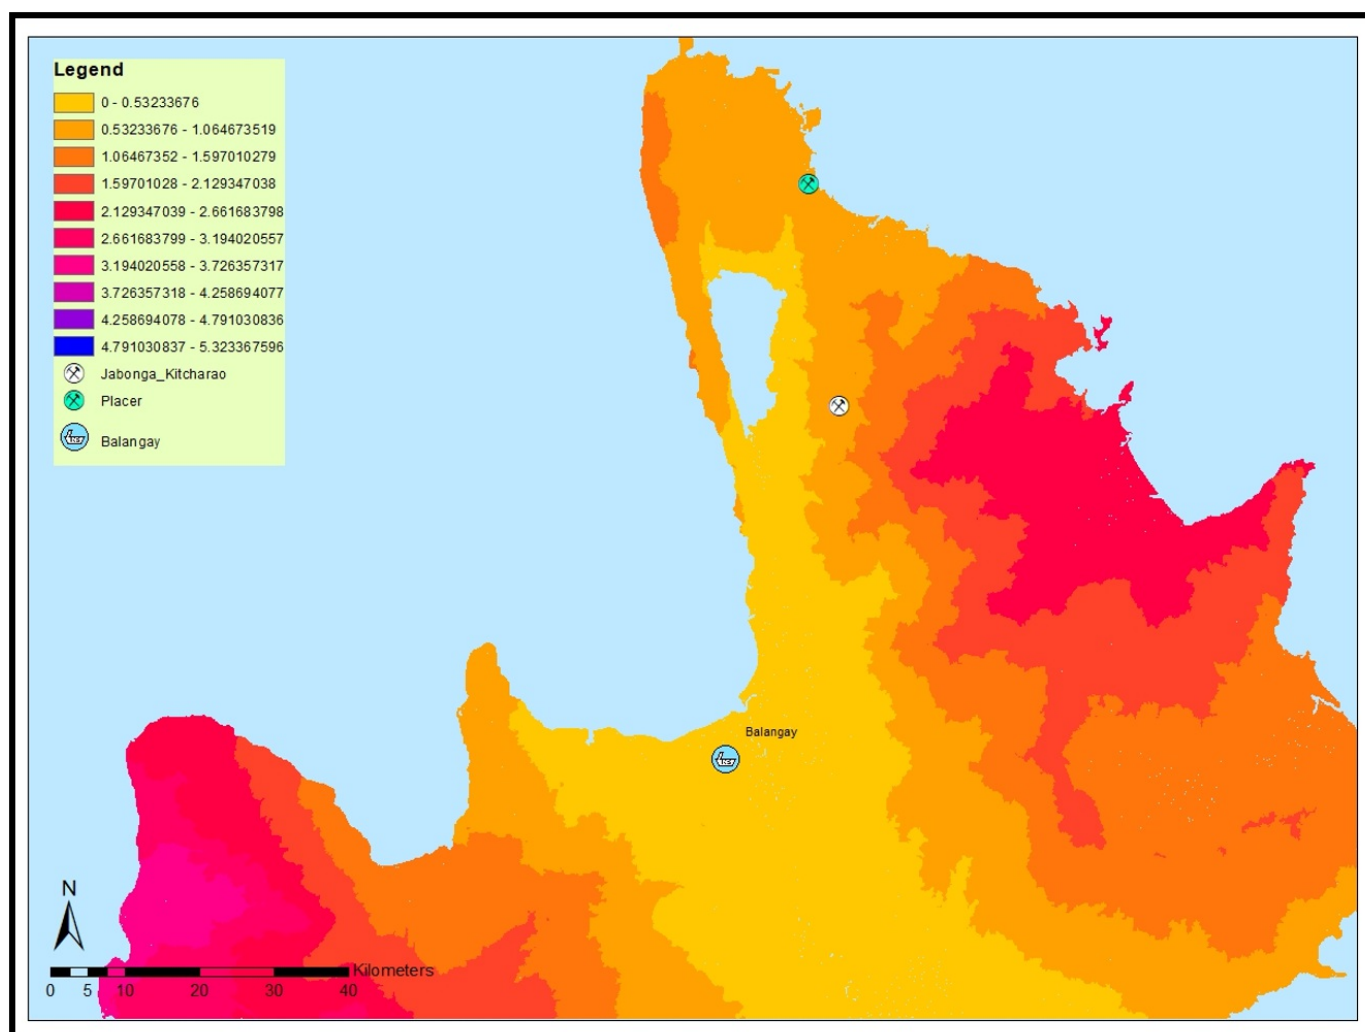 Legend
0 - 0.53233676
0.53233676 - 1.064673519
1.06467352 - 1.597010279
1.59701028 - 2.129347038
2.129347039 - 2.661683798
2.661683799 - 3.194020557
3.194020558 - 3.726357317
3.726357318 - 4.258694077
4.258694078 - 4.791030836
4.791030837 - 5.323367596
Jabonga_Kitcharao
Placer
Balangay
Balangay
N
Kilometers
0 5 10 20 30 40